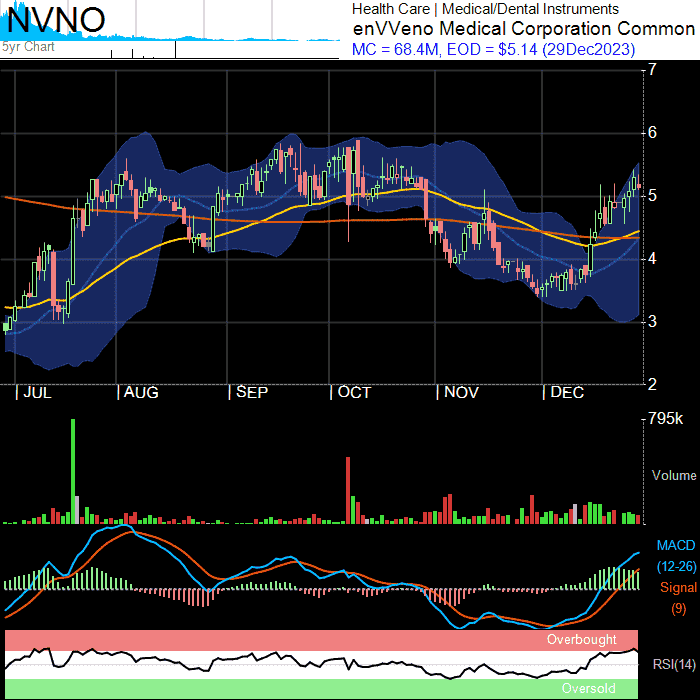 NVNO
5yr Chart
Health Care | Medical/Dental Instruments
enVVeno Medical Corporation Common
MC = 68.4M, EOD = $5.14 (29Dec2023)
7
6
5
4
3
2
JUL AUG SEP OCT NOV DEC
795k
Volume
MACD
(12-26)
Signal
(9)
Overbought
RSI(14)
Oversold